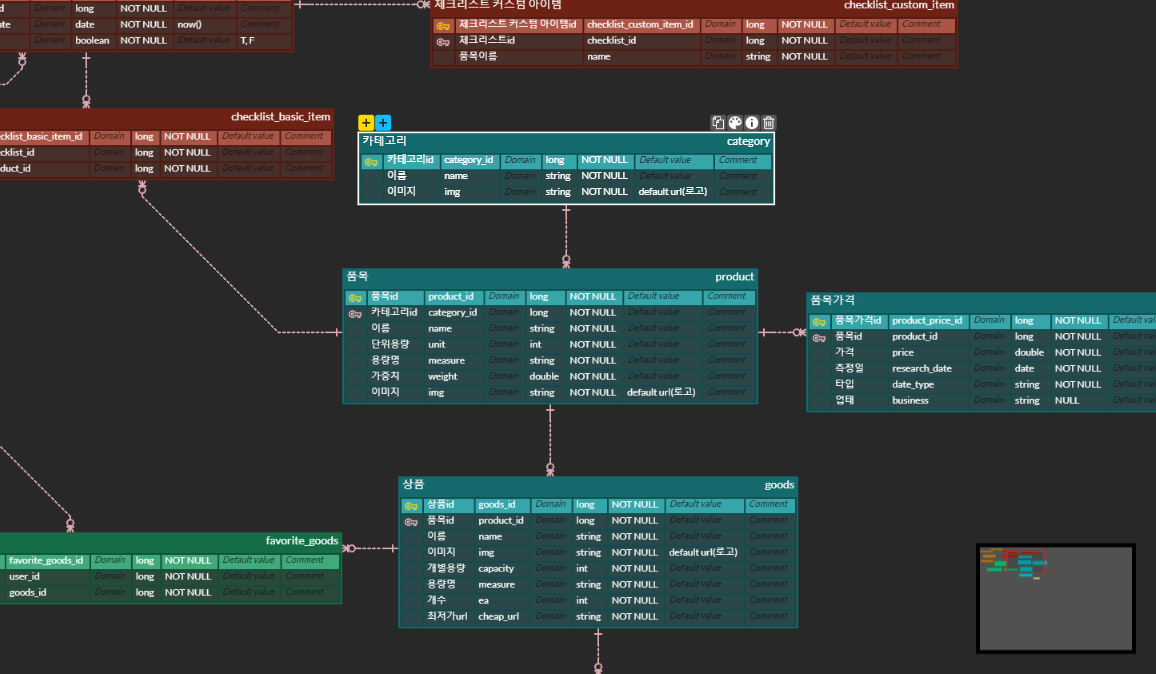 Domain long NOT NULL Default value Comment
Domain date NOT NULL now() Comment
Domain boolean NOT NULL Default value T, F
체크리스트 커스텀 아이템 checklist_custom_item
체크리스트 커스텀 아이템id checklist_custom_item_id Domain long NOT NULL Default value Comment
체크리스트id checklist_id Domain long NOT NULL Default value Comment
품목이름 name Domain string NOT NULL Default value Comment
checklist_basic_item
ecklist_basic_item_id Domain long NOT NULL Default value Comment
ecklist_id Domain long NOT NULL Default value Comment
duct_id Domain long NOT NULL Default value Comment
카테고리 category
카테고리id category_id Domain long NOT NULL Default value Comment
이름 name Domain string NOT NULL Default value Comment
이미지 img Domain string NOT NULL default url(로고) Comment
품목 product
품목id product_id Domain long NOT NULL Default value Comment
카테고리id category_id Domain long NOT NULL Default value Comment
이름 name Domain string NOT NULL Default value Comment
단위용량 unit Domain int NOT NULL Default value Comment
용량명 measure Domain string NOT NULL Default value Comment
가중치 weight Domain double NOT NULL Default value Comment
이미지 img Domain string NOT NULL default url(로고) Comment
품목가격
품목가격id product_price_id Domain long NOT NULL Default val
품목id product_id Domain long NOT NULL Default val
가격 price Domain double NOT NULL Default val
측정일 research_date Domain date NOT NULL Default val
타입 date_type Domain string NOT NULL Default val
업태 business Domain string NULL Default val
상품 goods
상품id goods_id Domain long NOT NULL Default value Comment
품목id product_id Domain long NOT NULL Default value Comment
이름 name Domain string NOT NULL Default value Comment
이미지 img Domain string NOT NULL default url(로고) Comment
개별용량 capacity Domain int NOT NULL Default value Comment
용량명 measure Domain string NOT NULL Default value Comment
개수 ea Domain int NOT NULL Default value Comment
최저가url cheap_url Domain string NOT NULL Default value Comment
favorite_goods
favorite_goods_id Domain long NOT NULL Default value Comment
user_id Domain long NOT NULL Default value Comment
goods_id Domain long NOT NULL Default value Comment